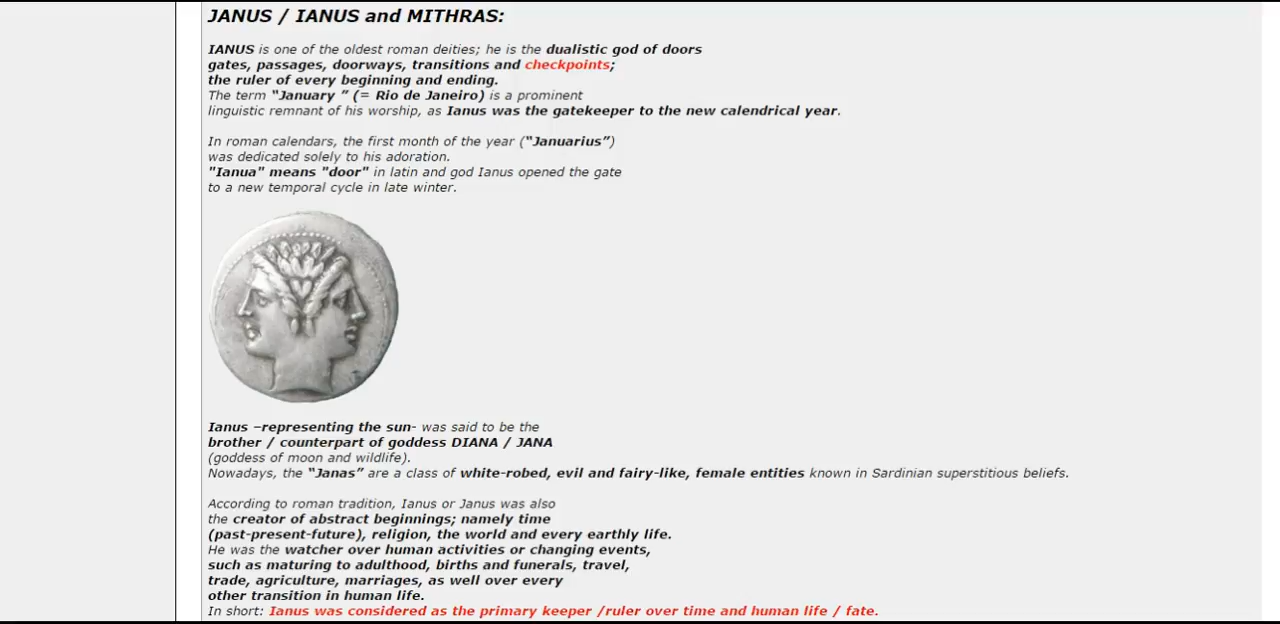 JANUS / IANUS and MITHRAS:
IANUS is one of the oldest roman deities; he is the dualistic god of doors
gates, passages, doorways, transitions and checkpoints;
the ruler of every beginning and ending.
The term “January ” (= Rio de Janeiro) is a prominent
linguistic remnant of his worship, as Ianus was the gatekeeper to the new calendrical year.
In roman calendars, the first month of the year (“Januarius”)
was dedicated solely to his adoration.
"Ianua" means "door" in latin and god Ianus opened the gate
to a new temporal cycle in late winter.
Ianus –representing the sun- was said to be the
brother / counterpart of goddess DIANA / JANA
(goddess of moon and wildlife).
Nowadays, the “Janas” are a class of white-robed, evil and fairy-like, female entities known in Sardinian superstitious beliefs.
According to roman tradition, Ianus or Janus was also
the creator of abstract beginnings; namely time
(past-present-future), religion, the world and every earthly life.
He was the watcher over human activities or changing events,
such as maturing to adulthood, births and funerals, travel,
trade, agriculture, marriages, as well over every
other transition in human life.
In short: Ianus was considered as the primary keeper /ruler over time and human life / fate.